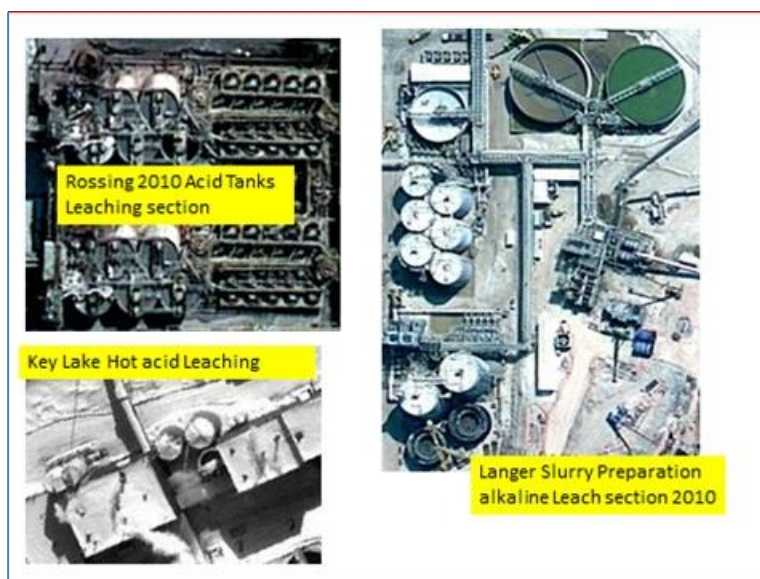 Rossing 2010 Acid Tanks
Leaching section
Key Lake Hot acid Leaching
Langer Slurry Preparation
alkaline Leach section 2010